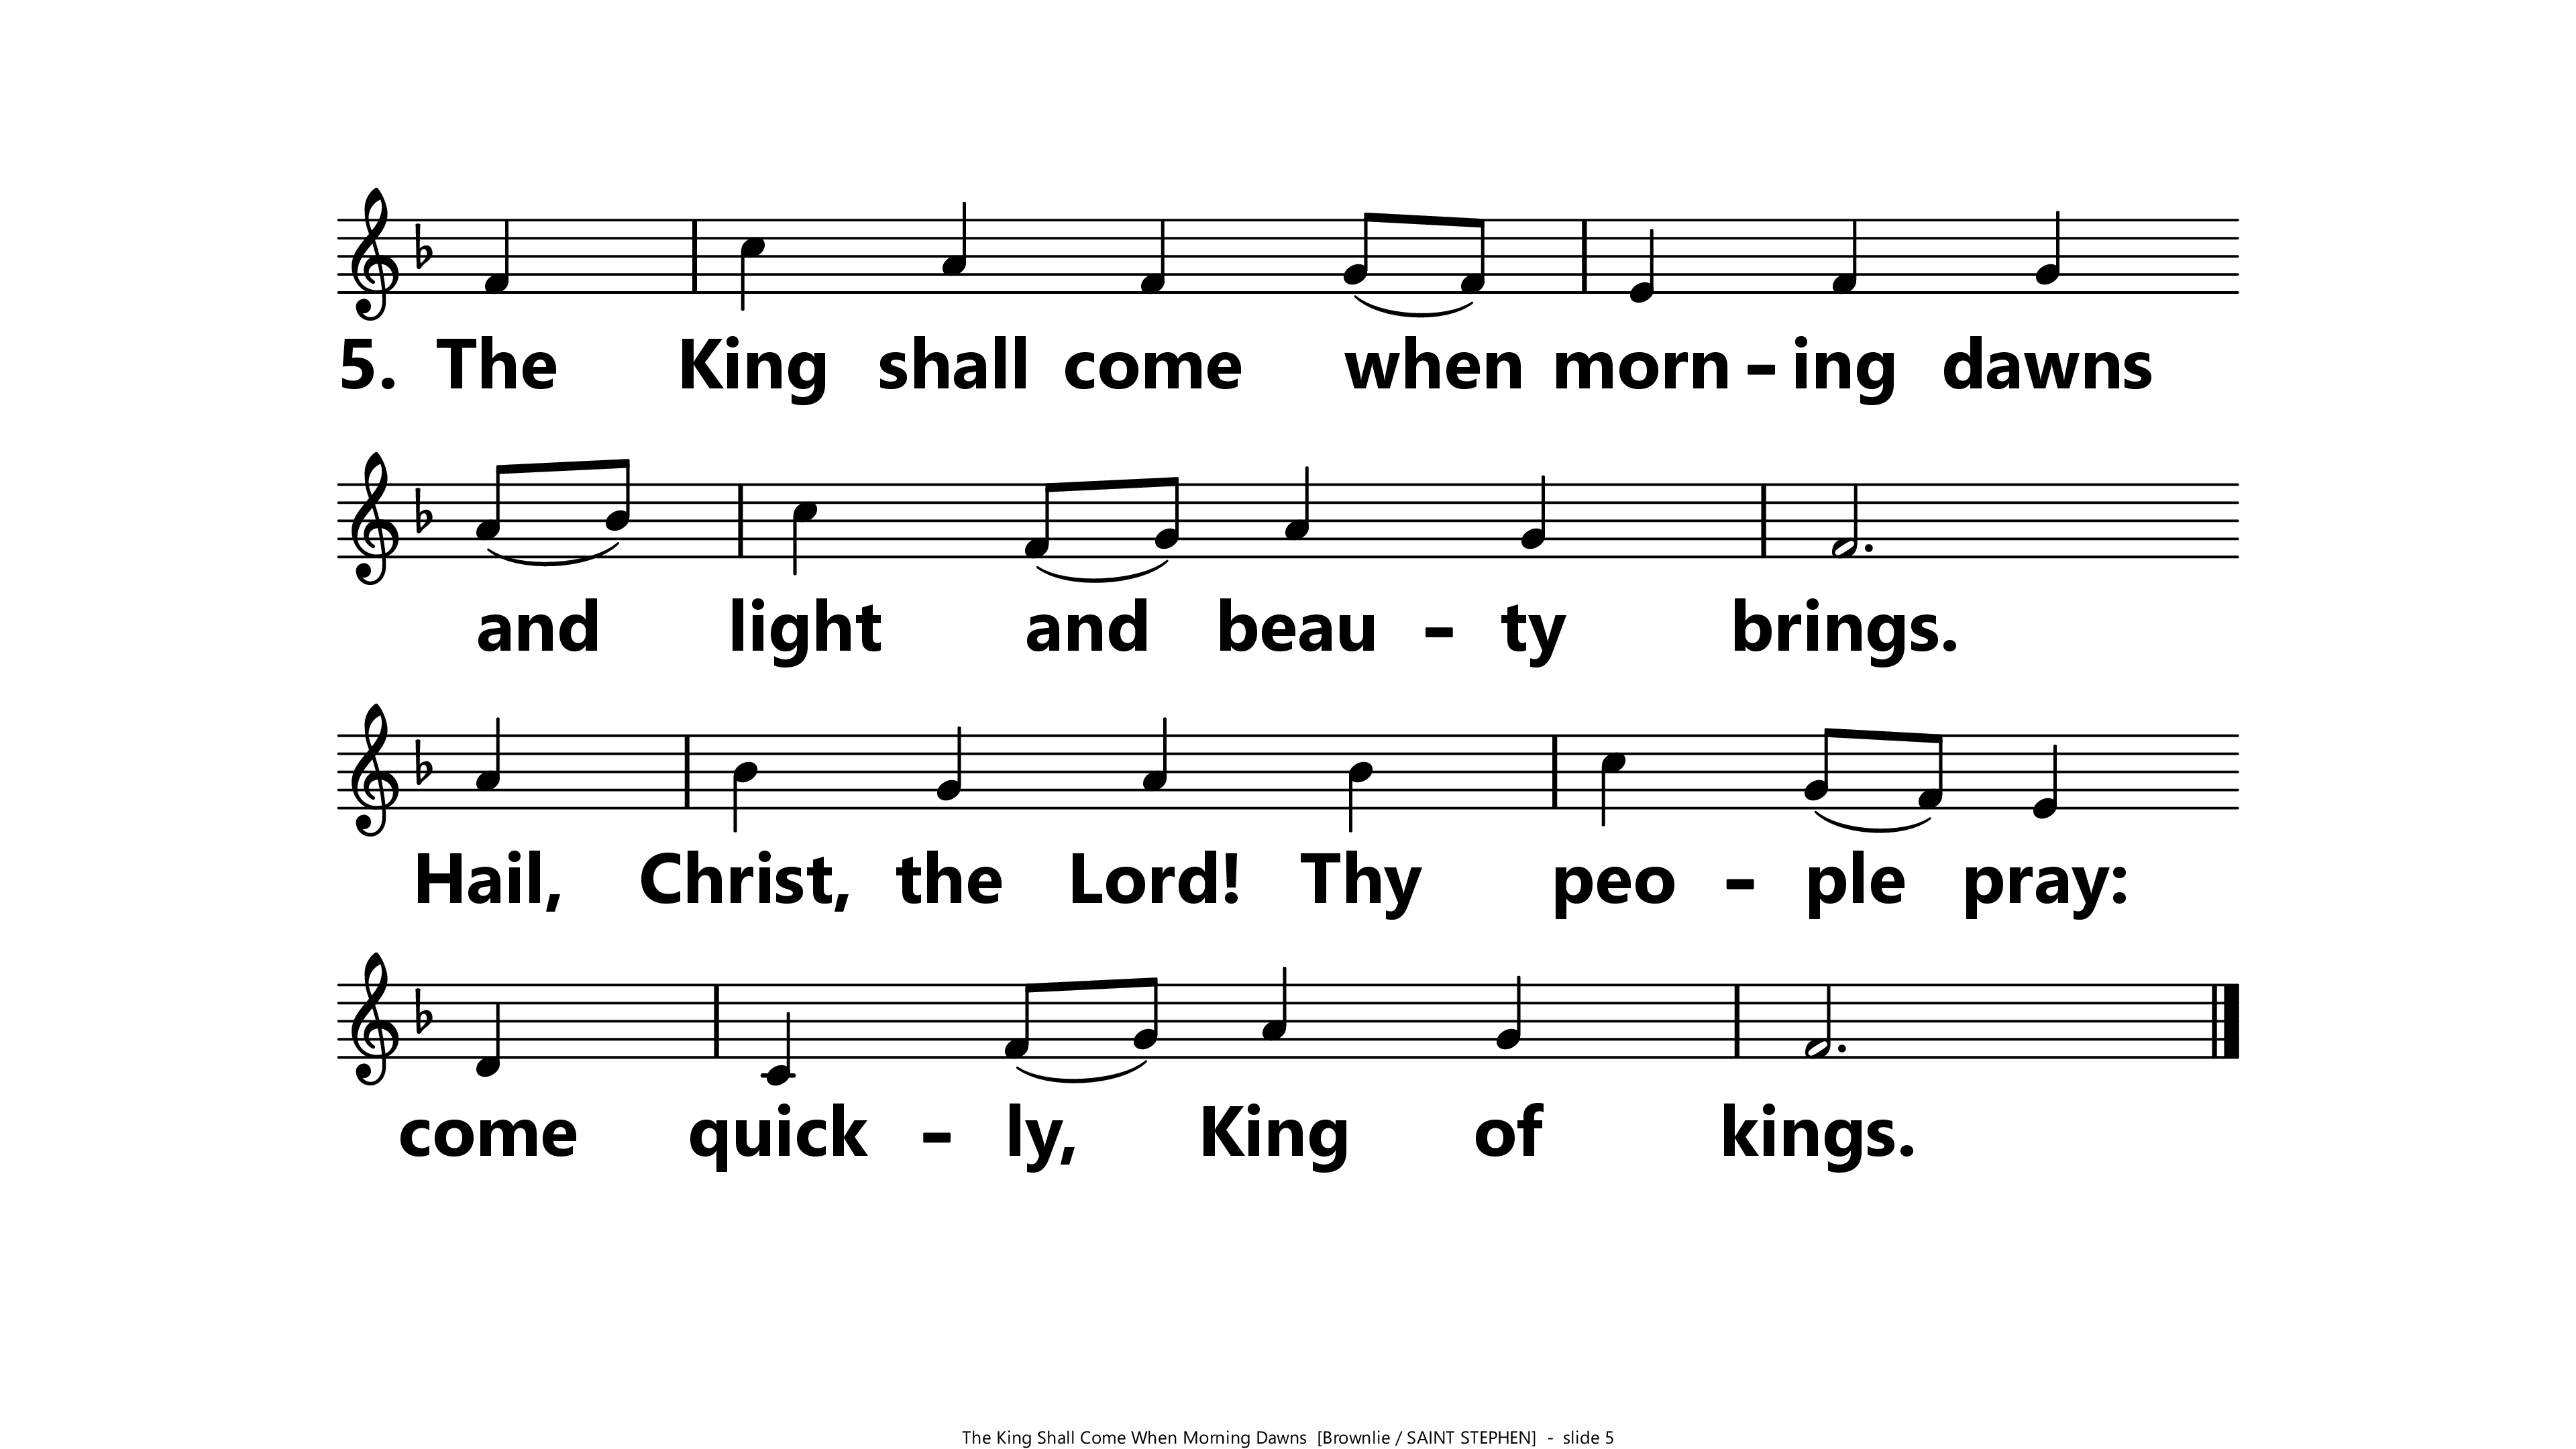 5. The King shall come when morn - ing dawns
and light and beau - ty brings.
Hail, Christ, the Lord! Thy peo - ple pray:
come quick - ly, King of kings.
The King Shall Come When Morning Dawns [Brownlie / SAINT STEPHEN] - slide 5